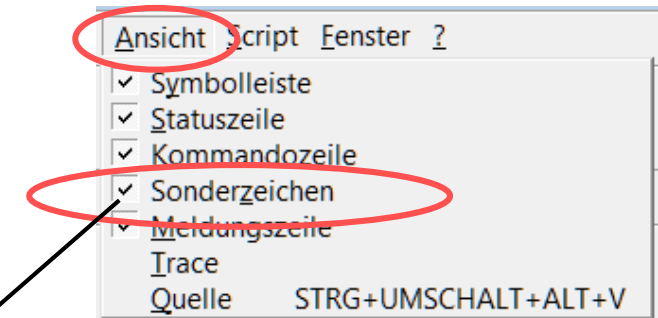 Ansicht Script Fenster ?
Symbolleiste
Statuszeile
Kommandozeile
Sonderzeichen
Meldungszeile
Trace
Quelle STRG+UMSCHALT+ALT+V